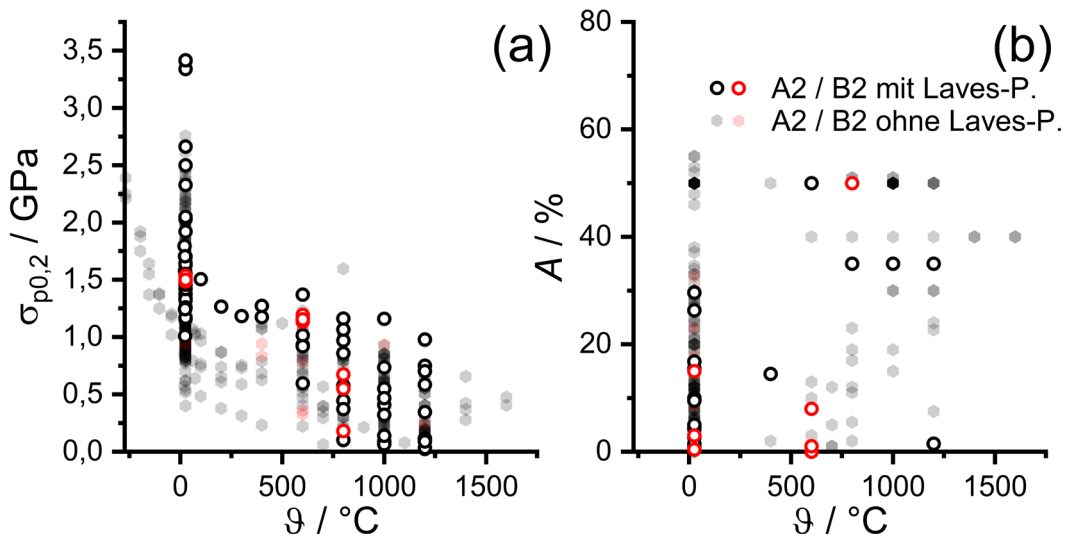 (a)
3,5
3,0
2,5
2,0
1,5
1,0
0,5
0,0
σp0,2 / GPa
0 500 1000 1500
ϑ / °C
(b)
80
60
40
20
0
A / %
A2 / B2 mit Laves-P.
A2 / B2 ohne Laves-P.
0 500 1000 1500
ϑ / °C